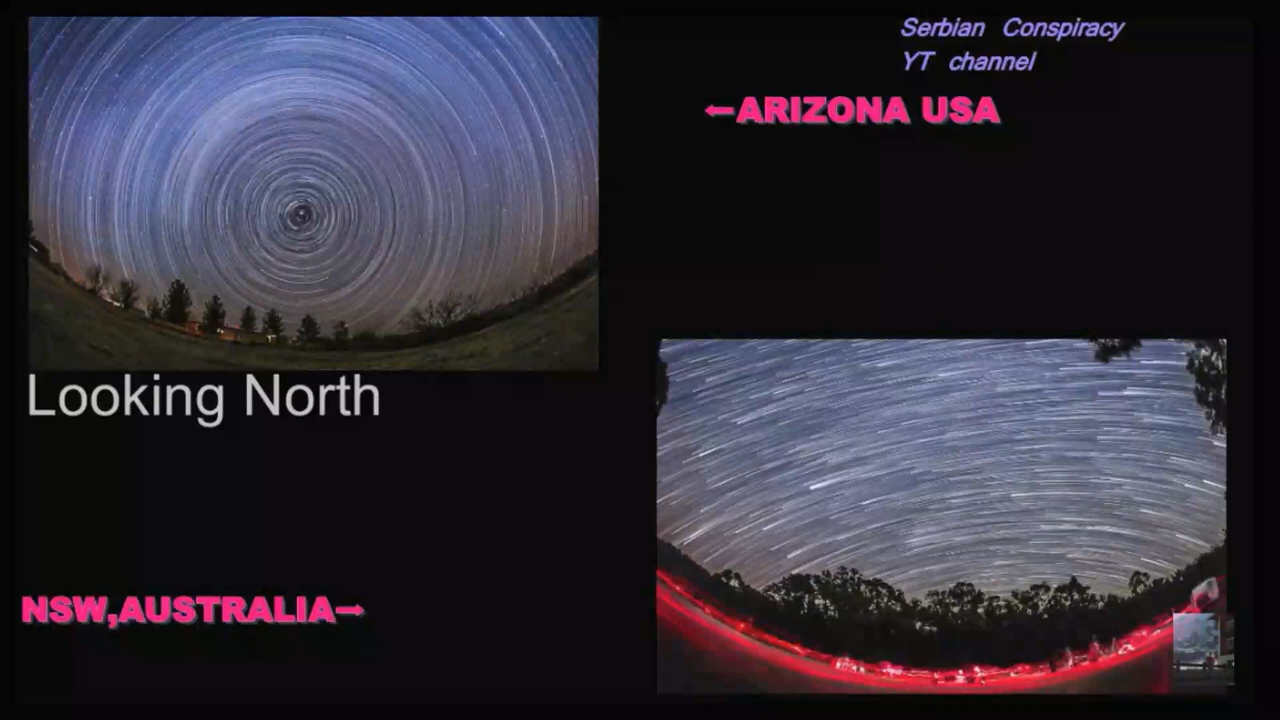 Serbian Conspiracy
YT channel
←ARIZONA USA
Looking North
NSW,AUSTRALIA→